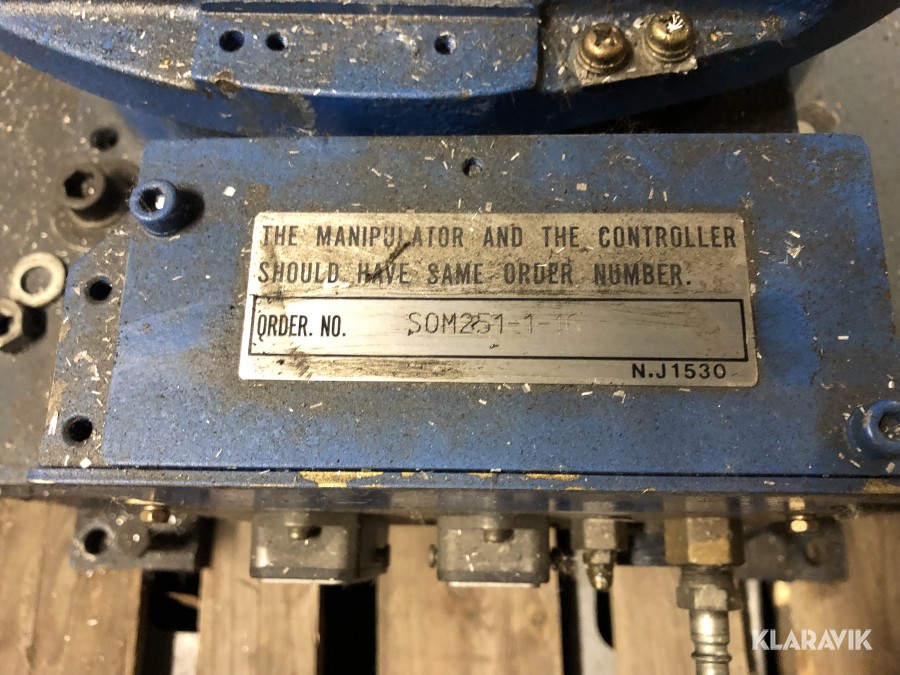 THE MANIPULATOR AND THE CONTROLLER
SHOULD HAVE SAME ORDER NUMBER.
ORDER. NO.
N.J1530
KLARAVIK